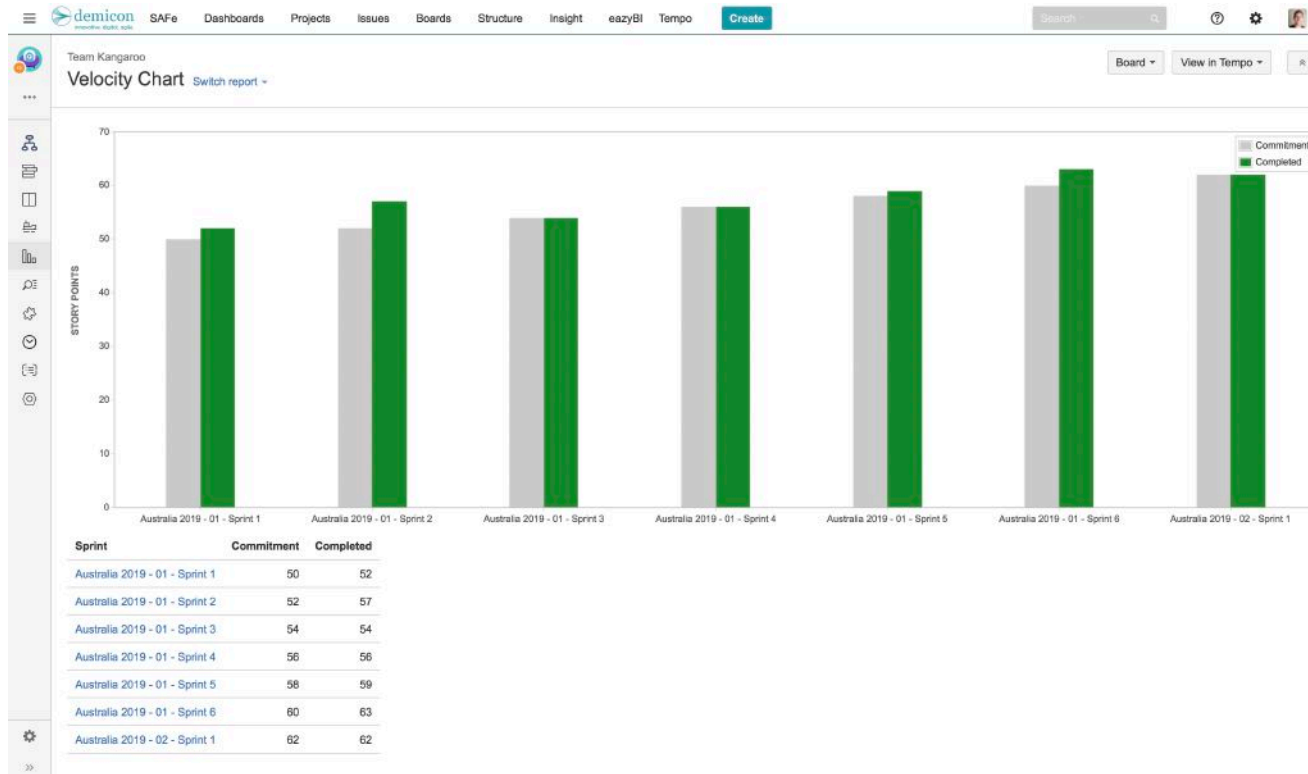 demicon SAFe Dashboards Projects Issues Boards Structure Insight eazyBI Tempo Create Search
innovative. digital. agile.
Team Kangaroo
Velocity Chart Switch report
Board View in Tempo
70
Commitment
Completed
60
50
40
30
20
10
0
STORY POINTS
Australia 2019 - 01 - Sprint 1 Australia 2019 - 01 - Sprint 2 Australia 2019 - 01 - Sprint 3 Australia 2019 - 01 - Sprint 4 Australia 2019 - 01 - Sprint 5 Australia 2019 - 01 - Sprint 6 Australia 2019 - 02 - Sprint 1
Sprint Commitment Completed
Australia 2019 - 01 - Sprint 1 50 52
Australia 2019 - 01 - Sprint 2 52 57
Australia 2019 - 01 - Sprint 3 54 54
Australia 2019 - 01 - Sprint 4 56 56
Australia 2019 - 01 - Sprint 5 58 59
Australia 2019 - 01 - Sprint 6 60 63
Australia 2019 - 02 - Sprint 1 62 62